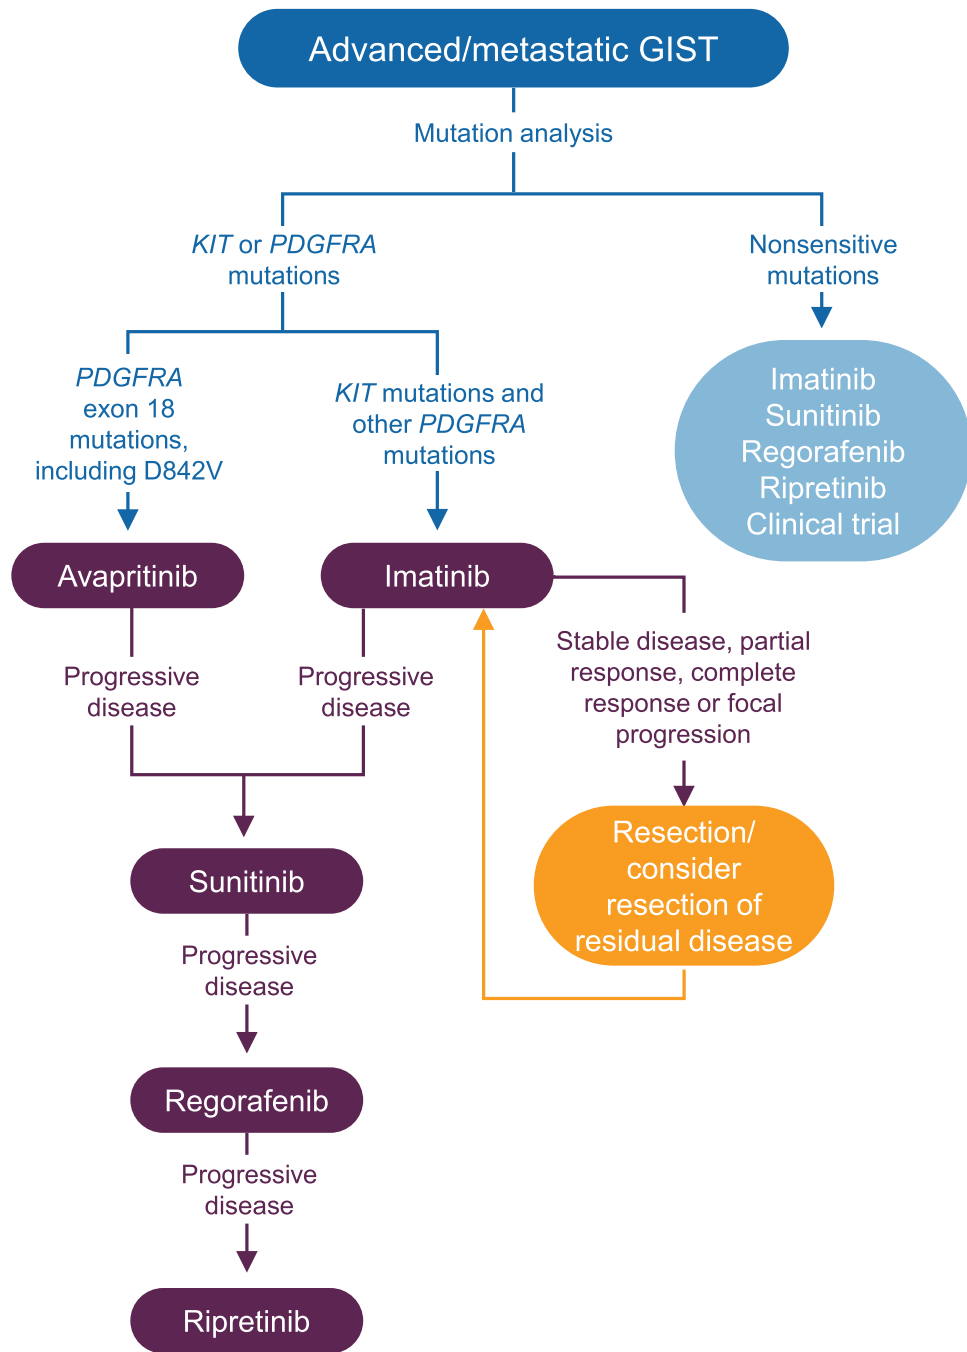 Advanced/metastatic GIST
Mutation analysis
KIT or PDGFRA
mutations
Nonsensitive
mutations
PDGFRA
exon 18
mutations,
including D842V
KIT mutations and
other PDGFRA
mutations
Imatinib
Sunitinib
Regorafenib
Ripretinib
Clinical trial
Avapritinib
Imatinib
Progressive
disease
Progressive
disease
Stable disease, partial
response, complete
response or focal
progression
Resection/
consider
resection of
residual disease
Sunitinib
Progressive
disease
Regorafenib
Progressive
disease
Ripretinib